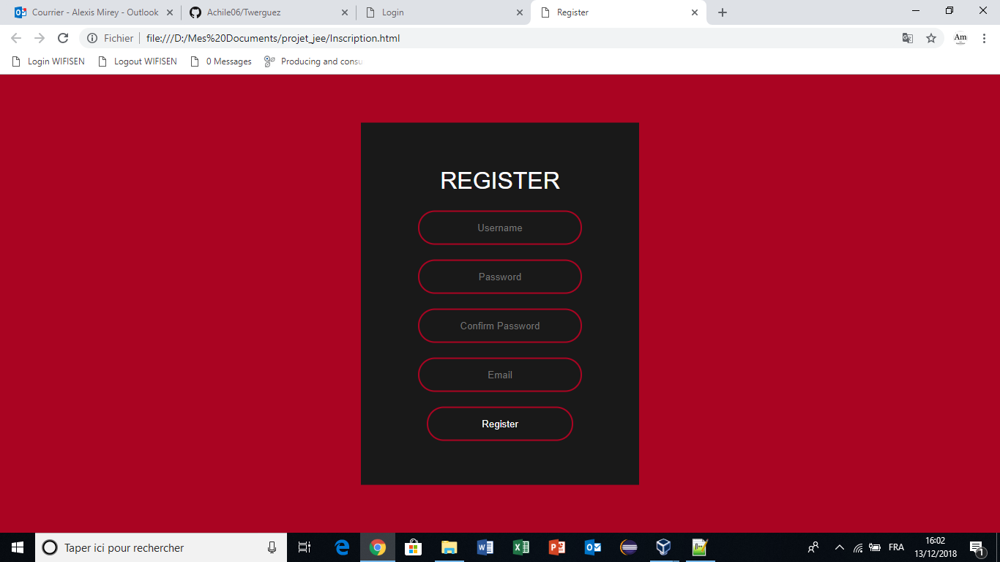 Courrier - Alexis Mirey - Outlook
Achile06/Twerguez
Login
Register
Fichier
file:///D:/Mes%20Documents/projet_jee/Inscription.html
Am
Login WIFISEN
Logout WIFISEN
0 Messages
Producing and consu
REGISTER
Username
Password
Confirm Password
Email
Register
Taper ici pour rechercher
FRA
16:02
13/12/2018
1